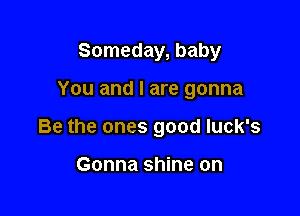 Someday, baby
You and I are gonna
Be the ones good luck's
Gonna shine on